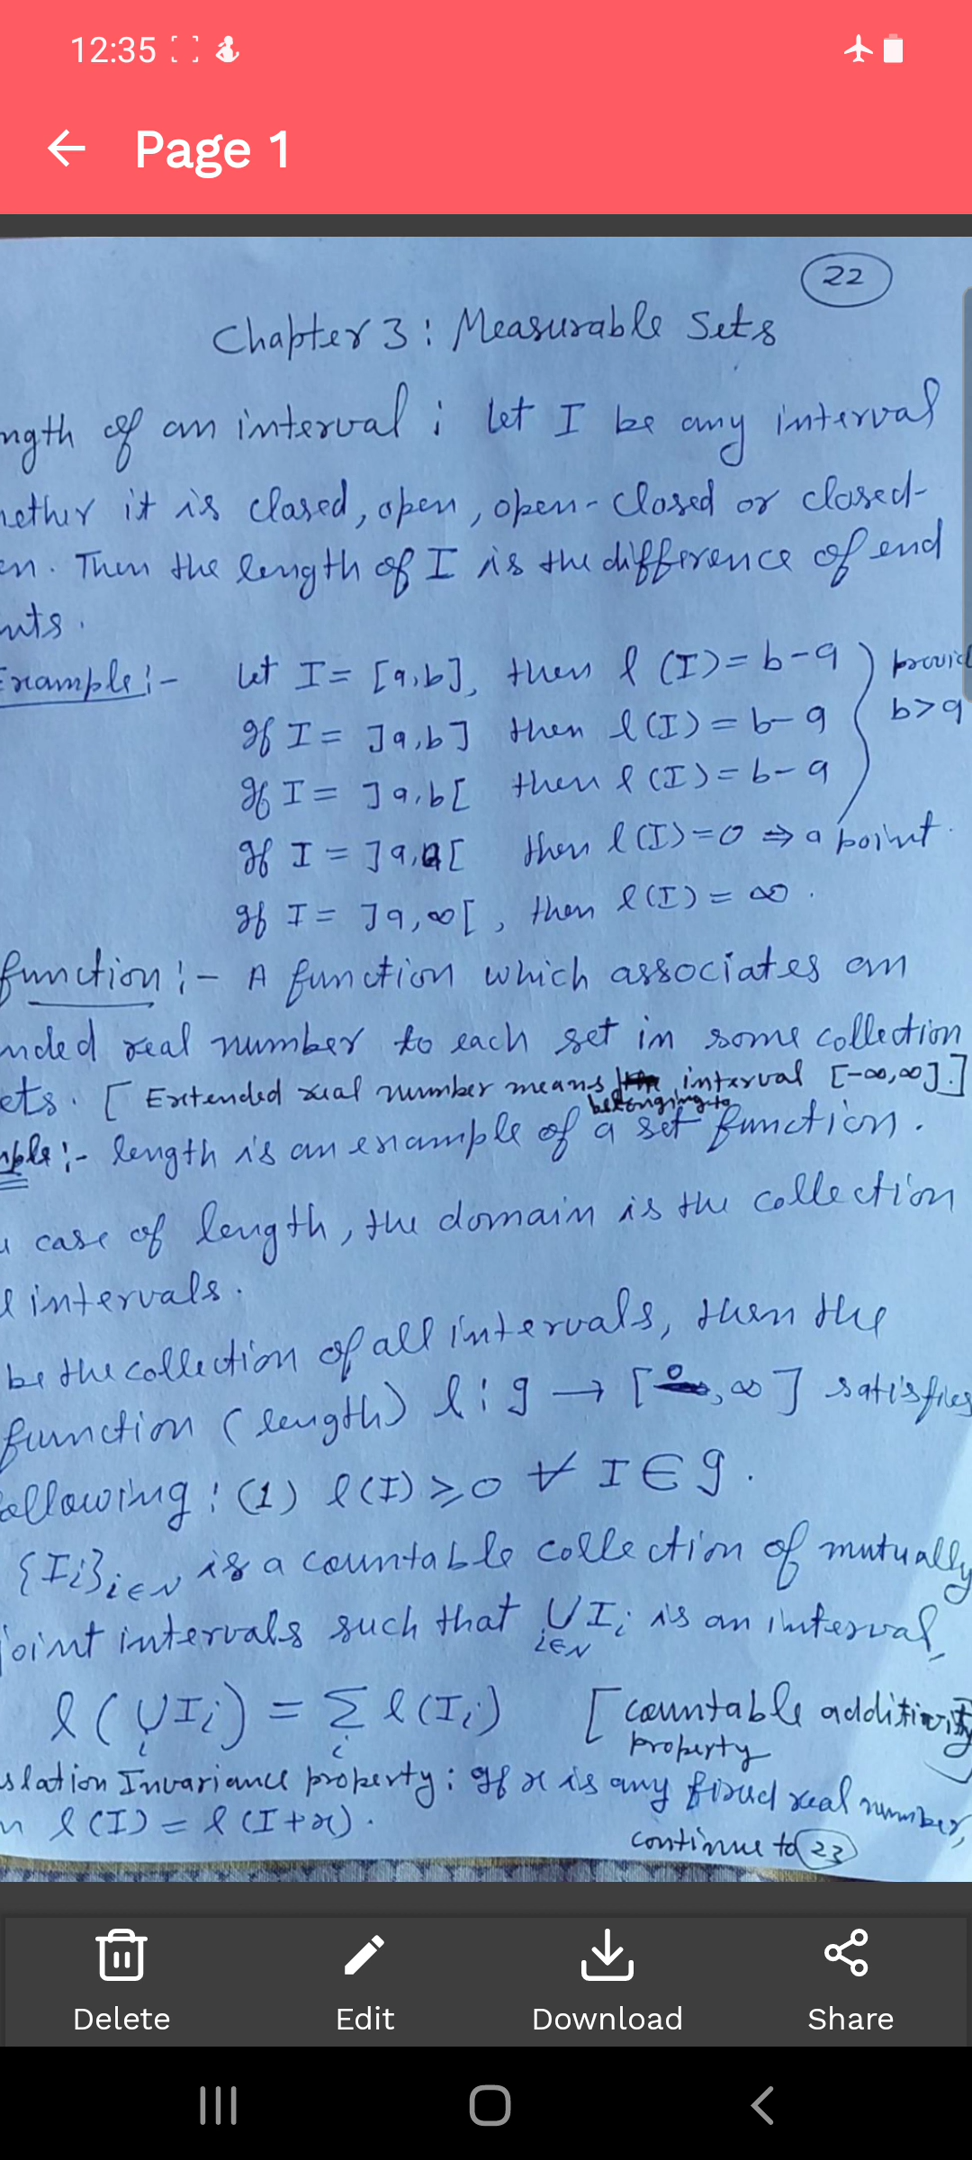 12:35
Page 1
22
Chapter 3 : Measurable Sets
ngth of an interval : let I be any interval
hether it is closed, open, open-closed or closed-
en. Then the length of I is the difference of end
nts.
Example:- let I = [a,b], then l (I) = b-a provid
If I = ]a,b] then l (I) = b-a b>a
If I = ]a,b[ then l (I) = b-a
If I = ]a,a[ then l (I) = 0 ⇒ a point.
If I = ]a,∞[, then l (I) = ∞.
function :- A function which associates an
nded real number to each set in some collection
ets. [Extended real number means belonging to interval [-∞,∞].]
mple:- length is an example of a set function.
case of length, the domain is the collection
l intervals.
be the collection of all intervals, then the
function (length) l : g → [0,∞] satisfies
ollowing : (1) l(I) ≥ 0 ∀ I ∈ g.
{Ii}i∈N is a countable collection of mutually
joint intervals such that ∪Ii i∈N is an interval,
l(∪Ii) i = Σ l(Ii) i [countable additivity
property
slation Invariance property : If x is any fixed real number,
n l(I) = l(I+x).
continue to 23
Delete
Edit
Download
Share